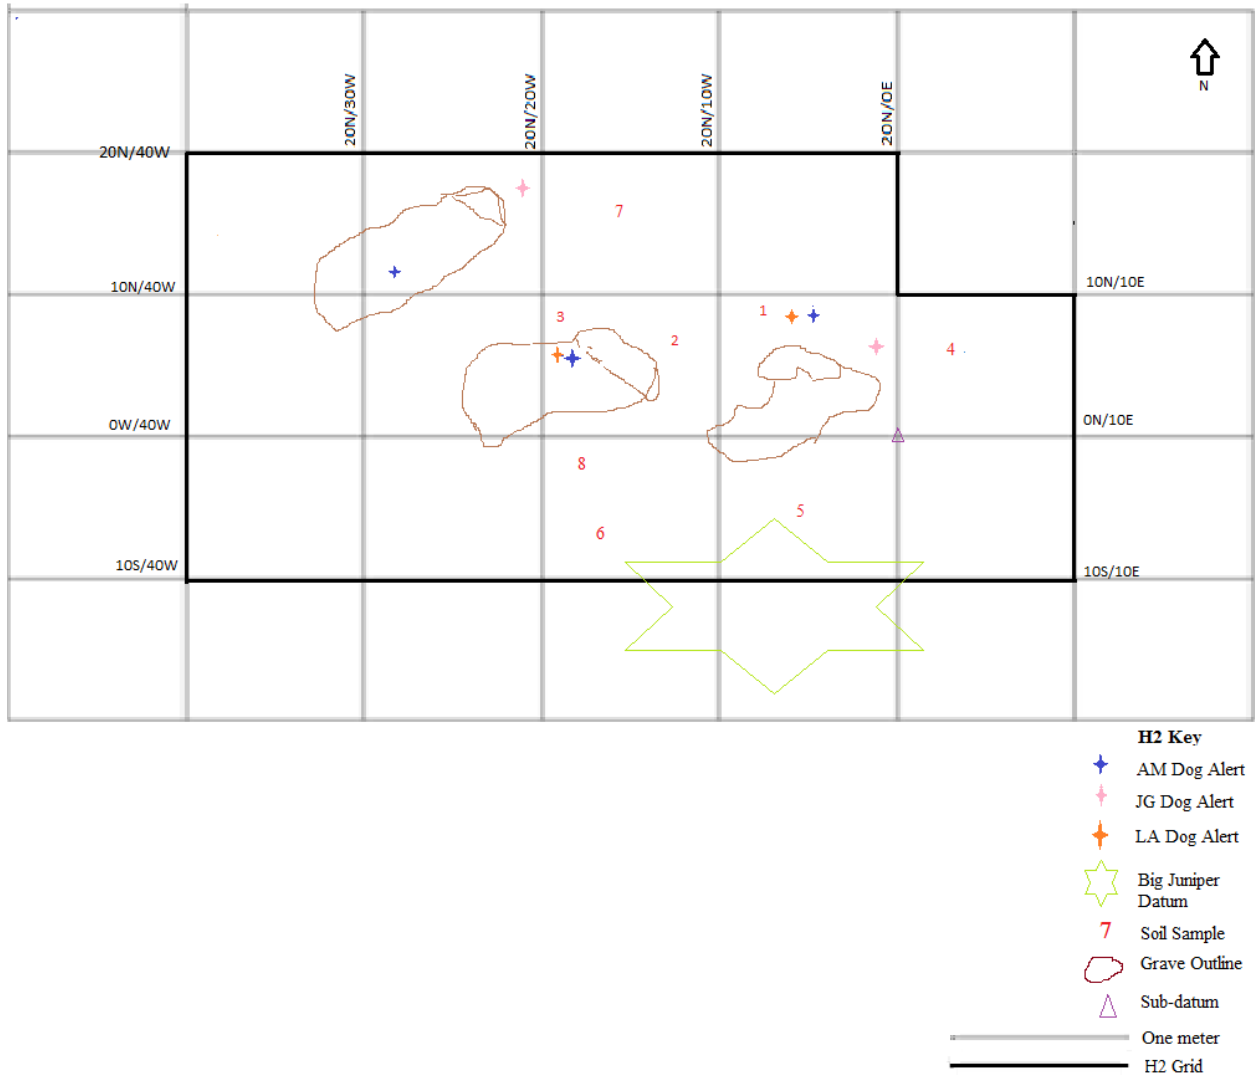 20N/30W
20N/20W
20N/10W
20N/0E
N
20N/40W
7
10N/40W
10N/10E
3
1
2
4
0W/40W
0N/10E
8
5
6
10S/40W
10S/10E
H2 Key
AM Dog Alert
JG Dog Alert
LA Dog Alert
Big Juniper
Datum
7 Soil Sample
Grave Outline
Sub-datum
One meter
H2 Grid